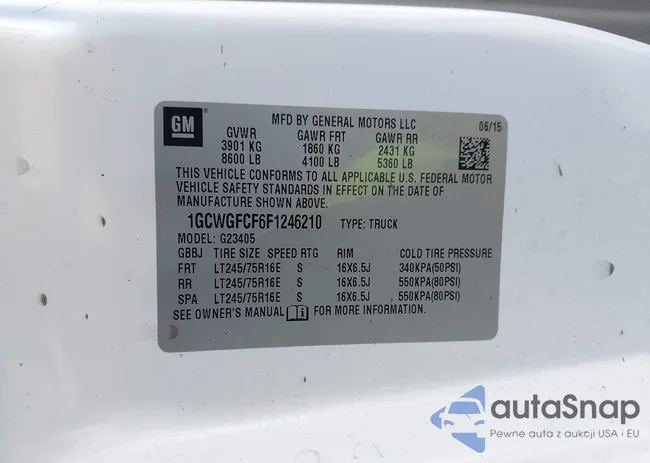 GM
MFD BY GENERAL MOTORS LLC 06/15
GVWR GAWR FRT GAWR RR
3901 KG 1860 KG 2431 KG
8600 LB 4100 LB 5360 LB
THIS VEHICLE CONFORMS TO ALL APPLICABLE U.S. FEDERAL MOTOR
VEHICLE SAFETY STANDARDS IN EFFECT ON THE DATE OF
MANUFACTURE SHOWN ABOVE.
1GCWGFCF6F1246210 TYPE: TRUCK
MODEL: G23405
GBBJ TIRE SIZE SPEED RTG RIM COLD TIRE PRESSURE
FRT LT245/75R16E S 16X6.5J 340KPA(50PSI)
RR LT245/75R16E S 16X6.5J 550KPA(80PSI)
SPA LT245/75R16E S 16X6.5J 550KPA(80PSI)
SEE OWNER'S MANUAL FOR MORE INFORMATION.
autoSnap
Pewne auta z aukcji USA i EU